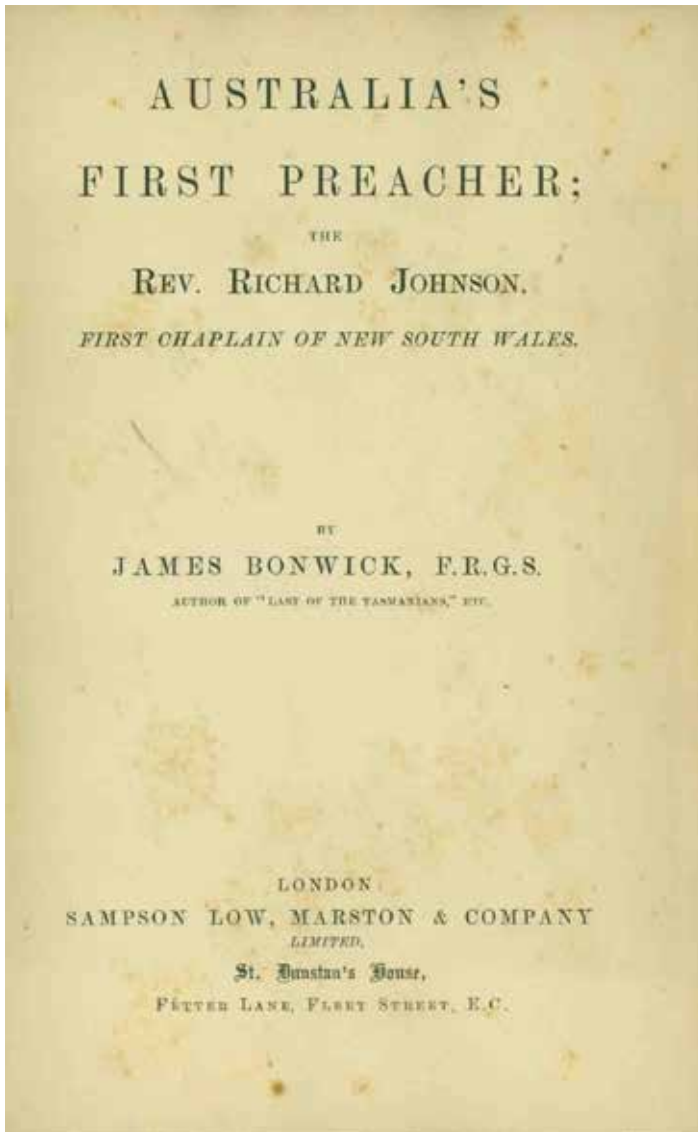 AUSTRALIA'S
FIRST PREACHER;
THE
REV. RICHARD JOHNSON,
FIRST CHAPLAIN OF NEW SOUTH WALES.
BY
JAMES BONWICK, F.R.G.S.
AUTHOR OF "LAST OF THE TASMANIANS," ETC.
LONDON
SAMPSON LOW, MARSTON & COMPANY
LIMITED,
St. Dunstan's House,
FETTER LANE, FLEET STREET, E.C.